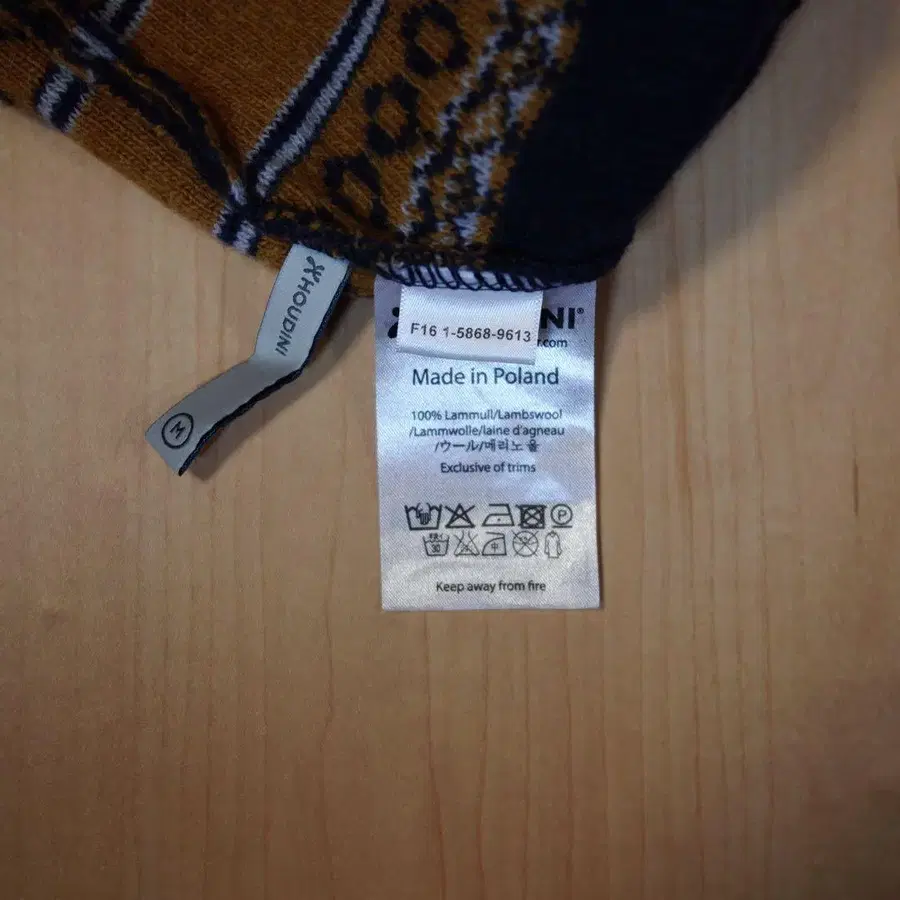 HOUDINI
M
NI®
F16 1-5868-9613
r.com
Made in Poland
100% Lammull/Lambswool
/Lammwolle/laine d'agneau
/ウール/메리노 울
Exclusive of trims
P
30
Keep away from fire